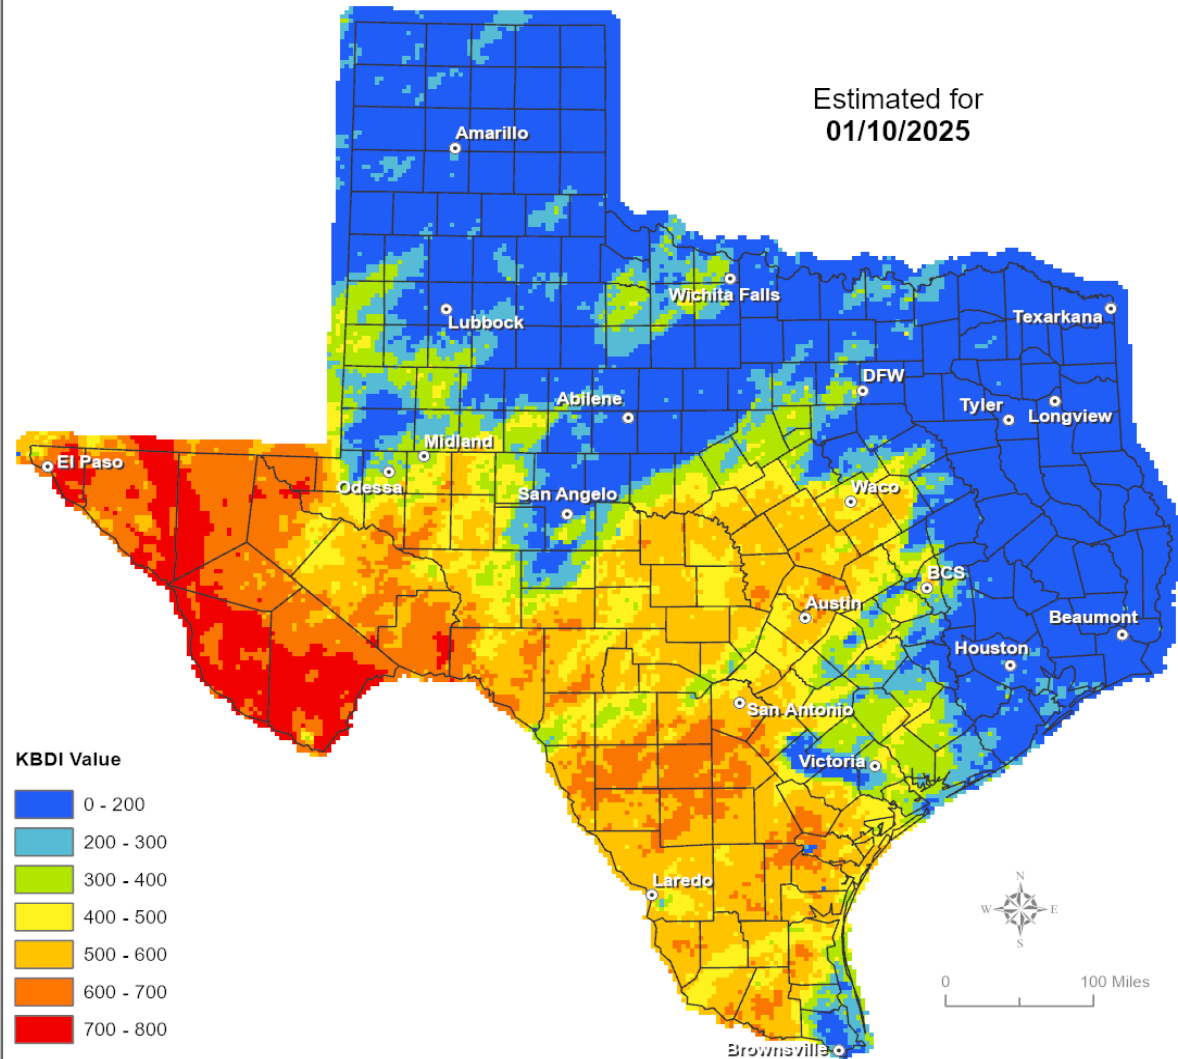 Estimated for
01/10/2025
Amarillo
Wichita Falls
Lubbock
Texarkana
DFW
Abilene
Tyler
Longview
Midland
El Paso
Odessa
San Angelo
Waco
BCS
Austin
Beaumont
Houston
San Antonio
Victoria
Laredo
Brownsville
KBDI Value
0 - 200
200 - 300
300 - 400
400 - 500
500 - 600
600 - 700
700 - 800
N
W E
S
0 100 Miles